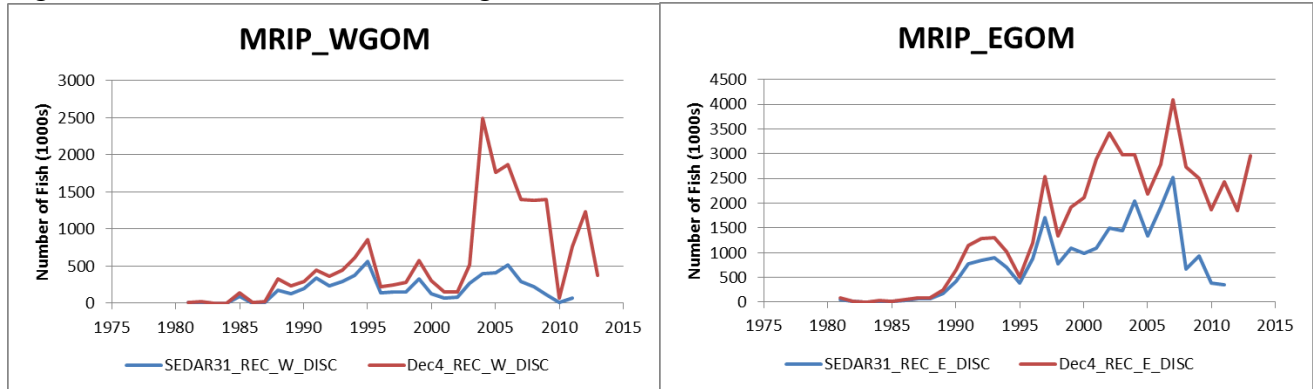 MRIP_WGOM
Number of Fish (1000s)
3000
2500
2000
1500
1000
500
0
1975 1980 1985 1990 1995 2000 2005 2010 2015
SEDAR31_REC_W_DISC Dec4_REC_W_DISC
MRIP_EGOM
Number of Fish (1000s)
4500
4000
3500
3000
2500
2000
1500
1000
500
0
1975 1980 1985 1990 1995 2000 2005 2010 2015
SEDAR31_REC_E_DISC Dec4_REC_E_DISC